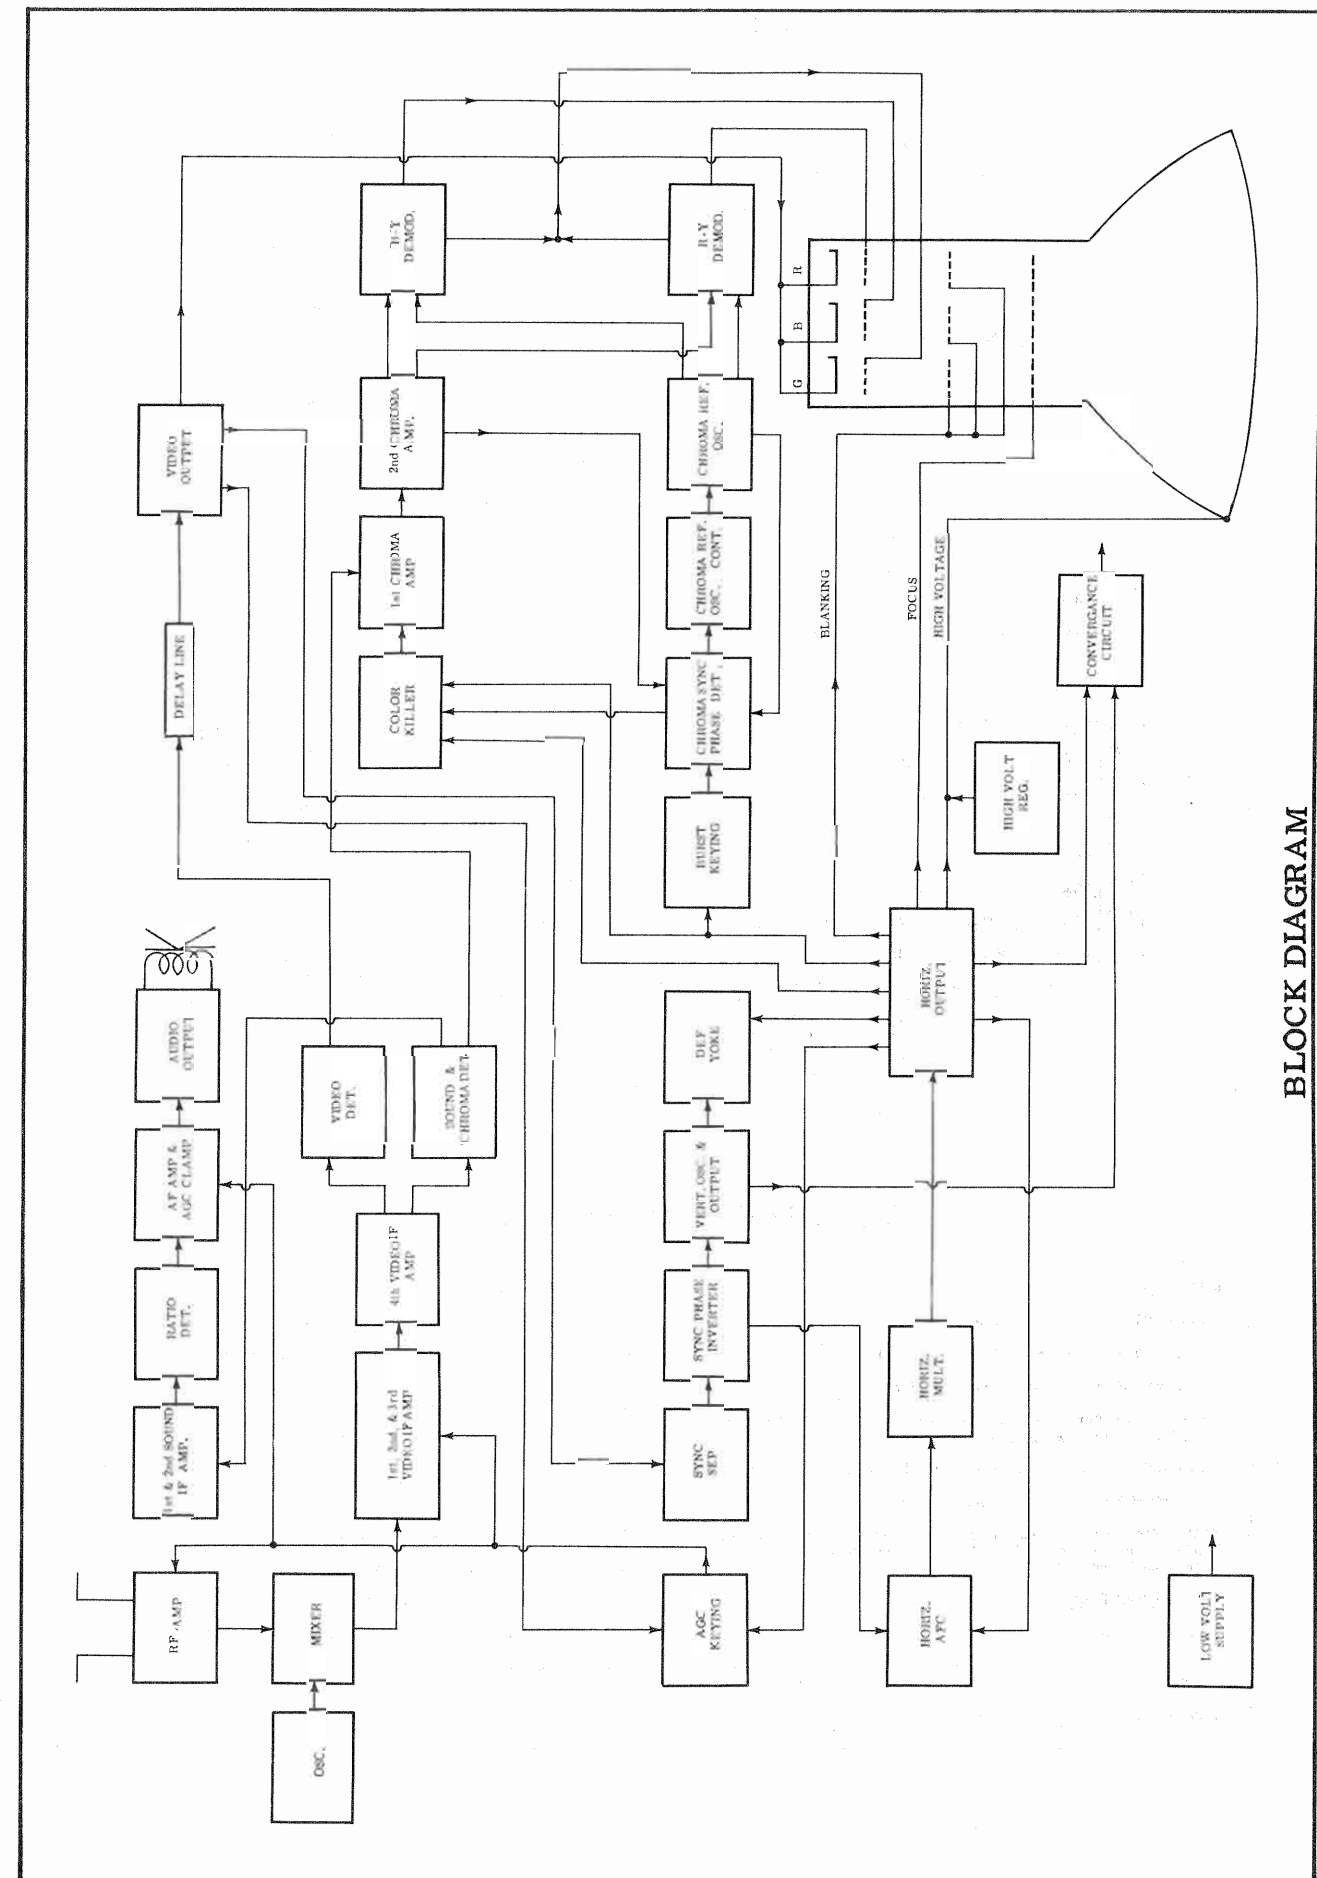 RF AMP
OSC.
MIXER
1st & 2nd SOUND
IF AMP.
RATIO
DET.
AF AMP &
AGC CLAMP
AUDIO
OUTPUT
1st, 2nd, & 3rd
VIDEO IF AMP
4th VIDEO IF
AMP
VIDEO
DET.
SOUND &
CHROMA DET.
DELAY LINE
VIDEO
OUTPUT
COLOR
KILLER
1st CHROMA
AMP
2nd CHROMA
AMP.
B-Y
DEMOD.
AGC
KEYING
SYNC
SEP
SYNC PHASE
INVERTER
VERT. OSC. &
OUTPUT
DEF
YOKE
BURST
KEYING
CHROMA SYNC
PHASE DET.
CHROMA REF.
OSC. CONT.
CHROMA REF.
OSC.
R-Y
DEMOD.
G
B
R
HORIZ.
AFC
HORIZ.
MULT.
HORIZ.
OUTPUT
BLANKING
FOCUS
HIGH VOLTAGE
HIGH VOLT
REG.
CONVERGANCE
CIRCUIT
LOW VOLT
SUPPLY
BLOCK DIAGRAM